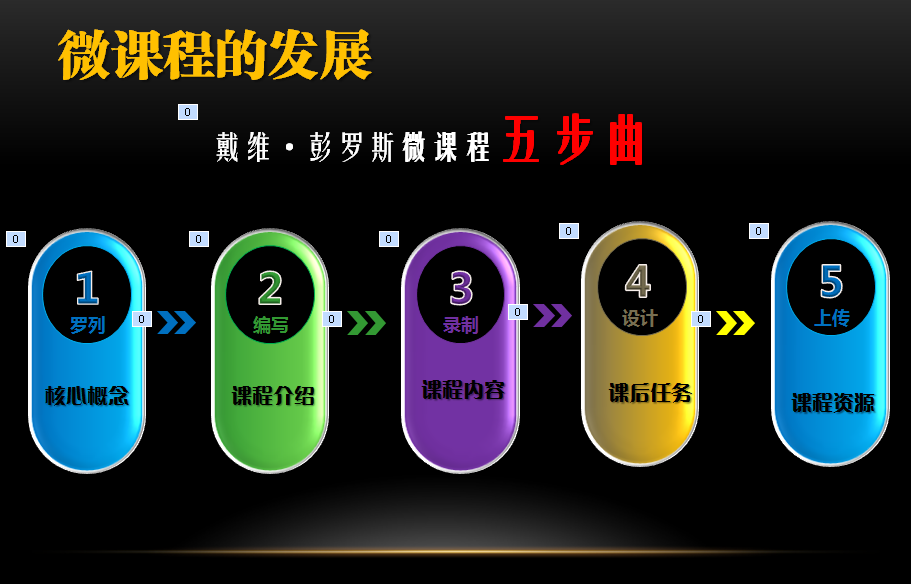 微课程的发展
0
戴维·彭罗斯微课程 五步曲
0 0 0 0 0
1 2 3 4 5
罗列 编写 录制 设计 上传
0 0 0 0
核心概念 课程介绍 课程内容 课后任务 课程资源